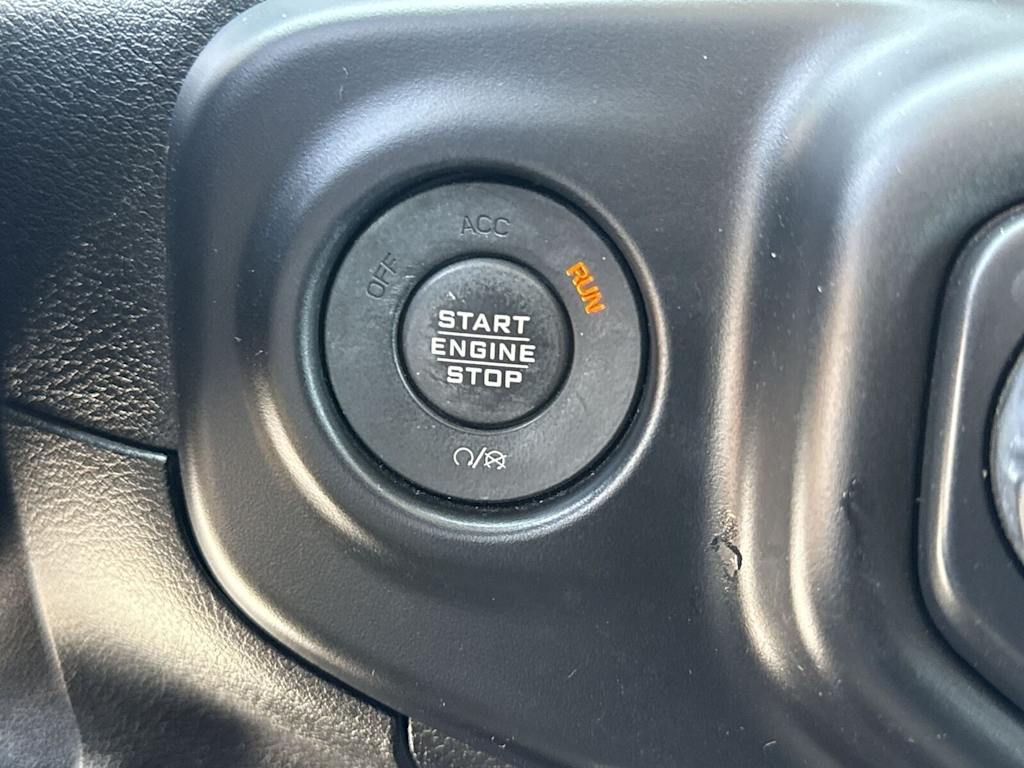 ACC
OFF
RUN
START
ENGINE
STOP